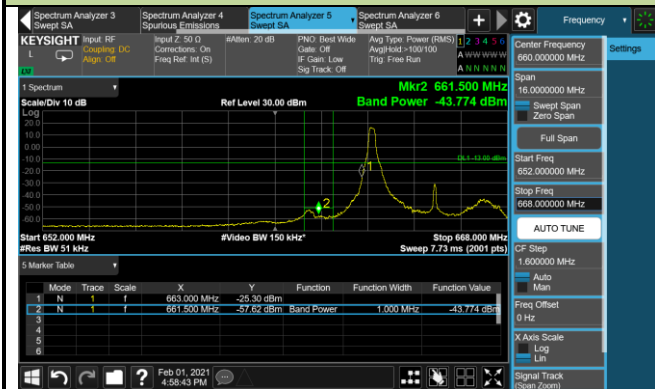 Spectrum Analyzer 3 Spectrum Analyzer 4 Spectrum Analyzer 5 Spectrum Analyzer 6 + Frequency
Swept SA Spurious Emissions Swept SA Swept SA
KEYSIGHT Input: RF Input Z: 50 Ω #Atten: 20 dB PNO: Best Wide Avg Type: Power (RMS) 1 2 3 4 5 6
L Coupling: DC Corrections: On Gate: Off Avg|Hold:>100/100 A W W W W W
Align: Off Freq Ref: Int (S) IF Gain: Low Trig: Free Run A N N N N N
Sig Track: Off
1 Spectrum Mkr2 661.500 MHz
Scale/Div 10 dB Ref Level 30.00 dBm Band Power -43.774 dBm
Log
20.0
10.0
0.00
-10.0
DL1 -13.00 dBm
-20.0
1
-30.0
-40.0
-50.0
2
-60.0
Start 652.000 MHz #Video BW 150 kHz* Stop 668.000 MHz
#Res BW 51 kHz Sweep 7.73 ms (2001 pts)
5 Marker Table
Mode Trace Scale X Y Function Function Width Function Value
1 N 1 f 663.000 MHz -25.30 dBm
2 N 1 f 661.500 MHz -57.62 dBm Band Power 1.000 MHz -43.774 dBm
3
4
5
6
? Feb 01, 2021
4:58:43 PM
Center Frequency
660.000000 MHz
Settings
Span
16.0000000 MHz
Swept Span
Zero Span
Full Span
Start Freq
652.000000 MHz
Stop Freq
668.000000 MHz
AUTO TUNE
CF Step
1.600000 MHz
Auto
Man
Freq Offset
0 Hz
X Axis Scale
Log
Lin
Signal Track
(Span Zoom)